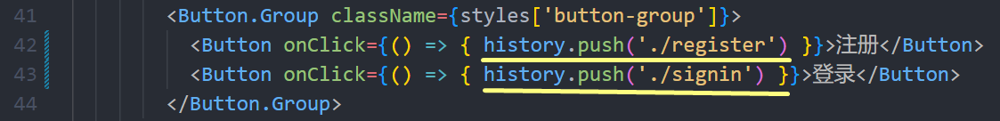 41 <Button.Group className={styles['button-group']}>
42 <Button onClick={() => { history.push('./register') }}>注册</Button>
43 <Button onClick={() => { history.push('./signin') }}>登录</Button>
44 </Button.Group>